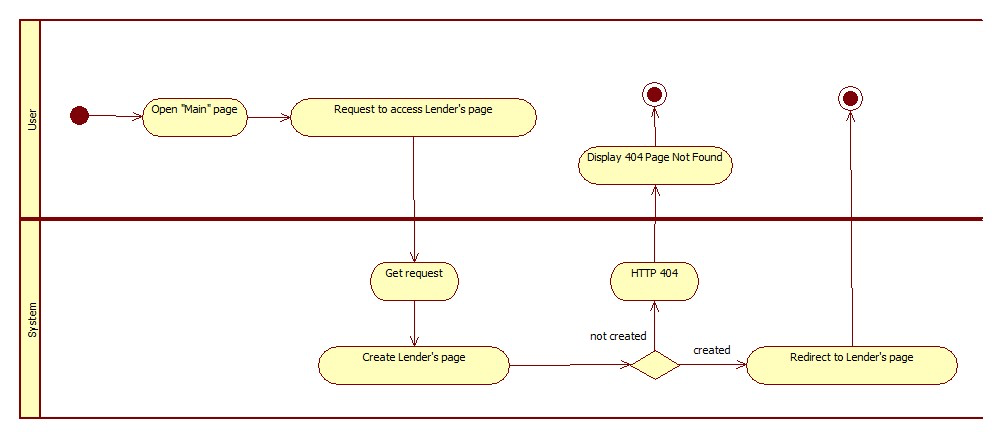 User
Open "Main" page
Request to access Lender's page
Display 404 Page Not Found
System
Get request
HTTP 404
not created
created
Create Lender's page
Redirect to Lender's page